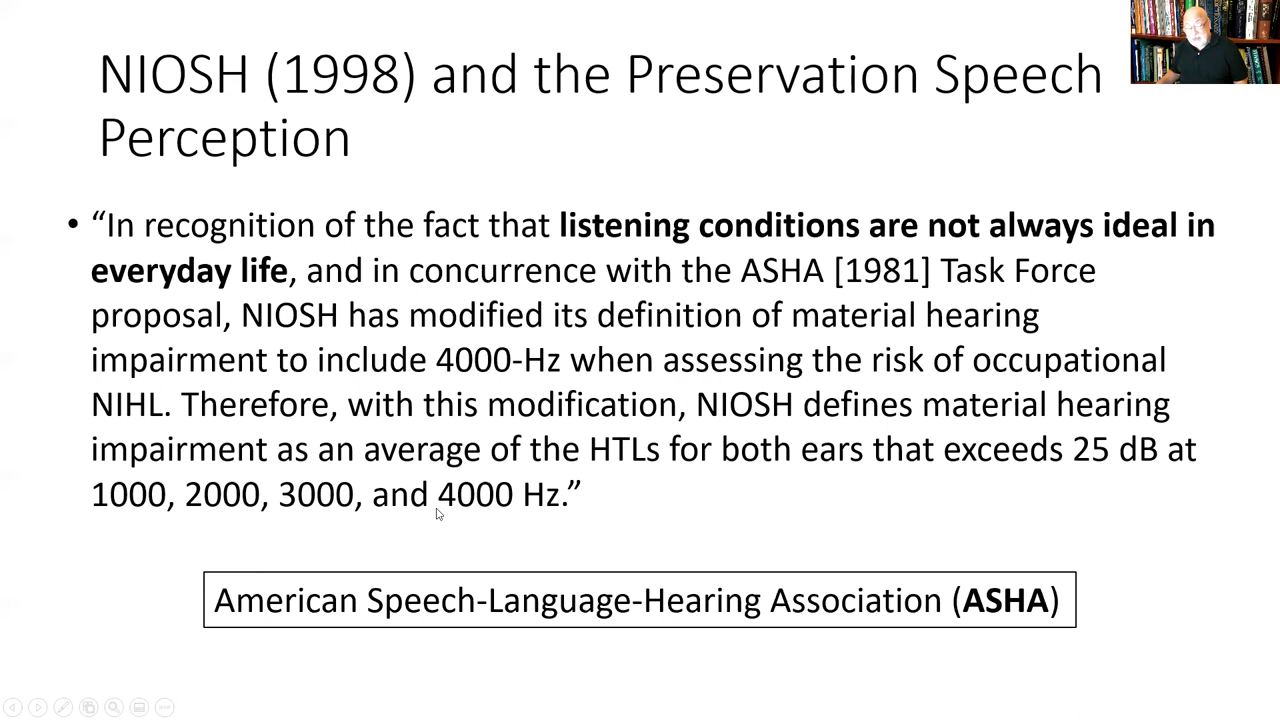 NIOSH (1998) and the Preservation Speech
Perception
• “In recognition of the fact that listening conditions are not always ideal in
everyday life, and in concurrence with the ASHA [1981] Task Force
proposal, NIOSH has modified its definition of material hearing
impairment to include 4000-Hz when assessing the risk of occupational
NIHL. Therefore, with this modification, NIOSH defines material hearing
impairment as an average of the HTLs for both ears that exceeds 25 dB at
1000, 2000, 3000, and 4000 Hz.”
American Speech-Language-Hearing Association (ASHA)